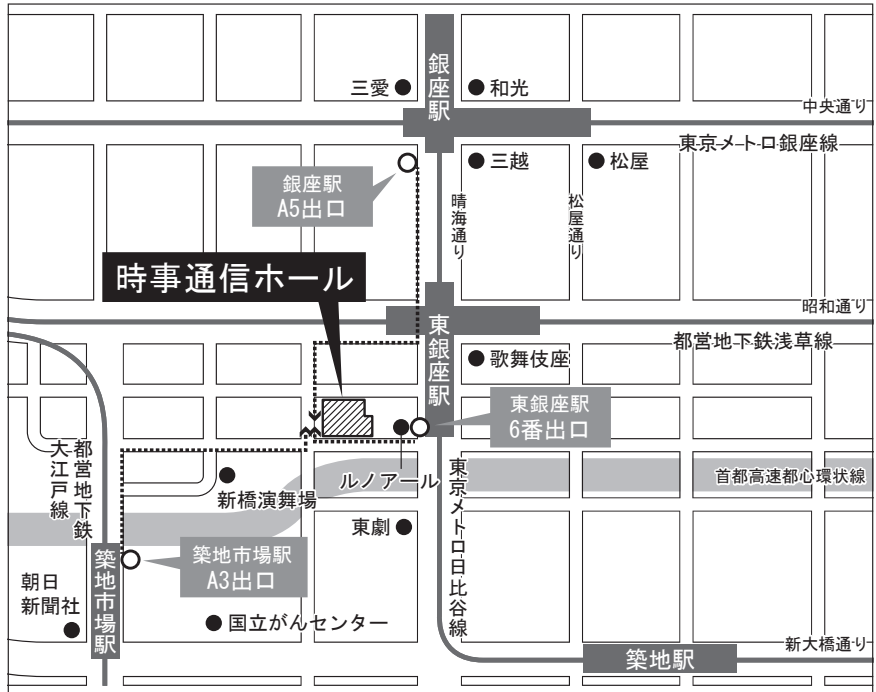 銀座駅
三愛
和光
中央通り
東京メトロ銀座線
三越
松屋
銀座駅
A5出口
晴海通り
松屋通り
時事通信ホール
昭和通り
都営地下鉄浅草線
東銀座駅
歌舞伎座
東銀座駅
6番出口
ルノアール
都営地下鉄
大江戸線
新橋演舞場
東京メトロ日比谷線
首都高速都心環状線
東劇
築地市場駅
築地市場駅
A3出口
朝日
新聞社
国立がんセンター
新大橋通り
築地駅